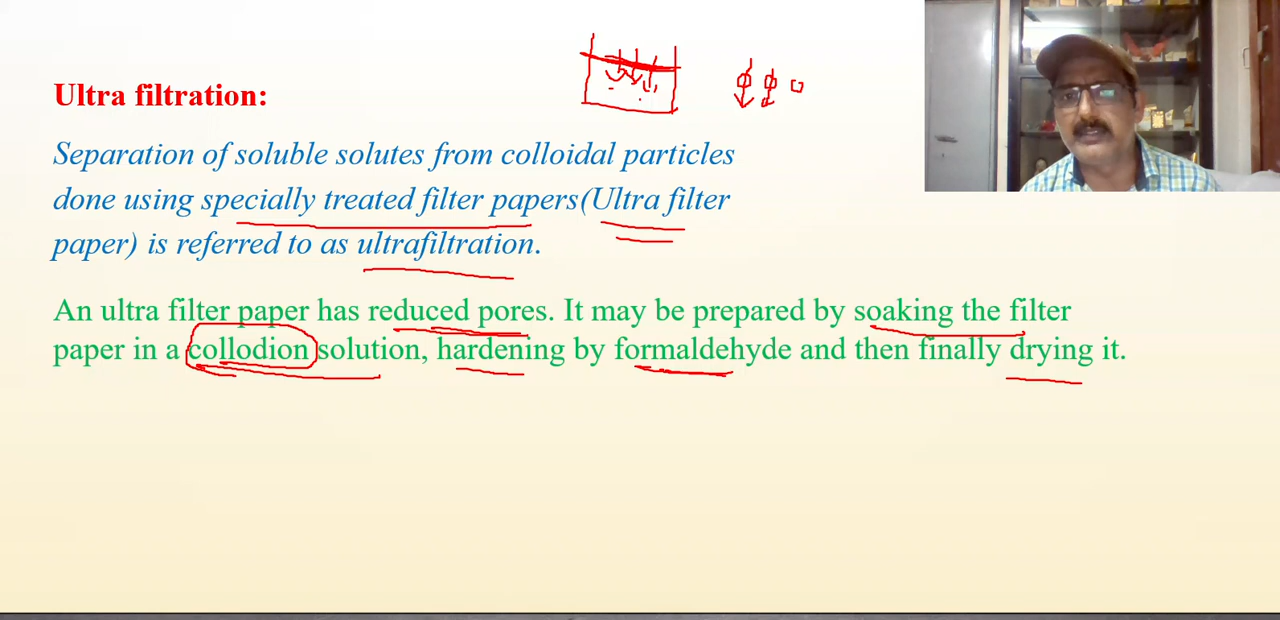 Ultra filtration:
Separation of soluble solutes from colloidal particles
done using specially treated filter papers(Ultra filter
paper) is referred to as ultrafiltration.
An ultra filter paper has reduced pores. It may be prepared by soaking the filter
paper in a collodion solution, hardening by formaldehyde and then finally drying it.